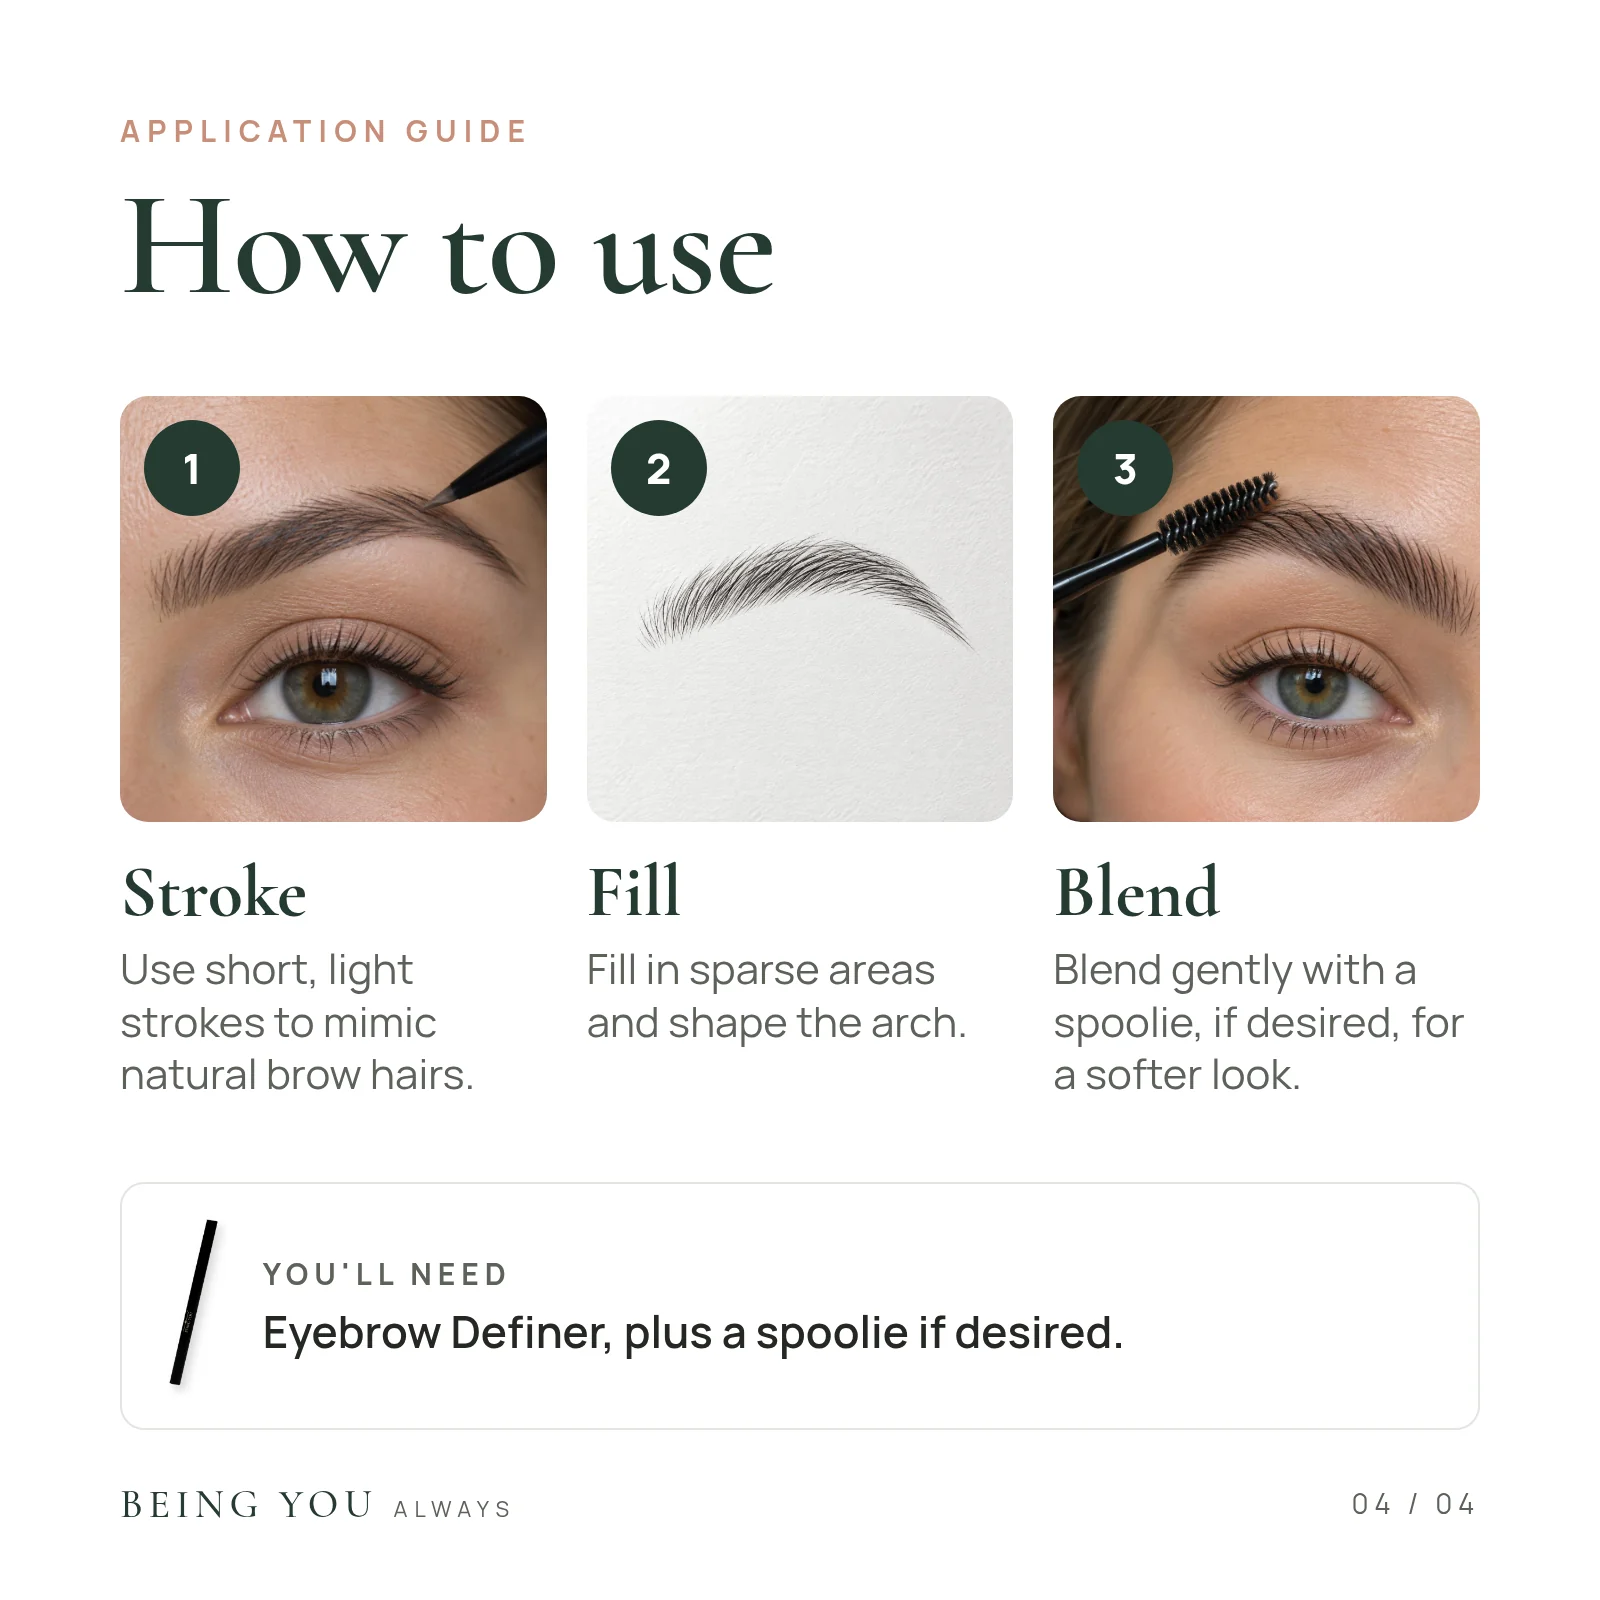 APPLICATION GUIDE
How to use
1
2
3
Stroke
Use short, light
strokes to mimic
natural brow hairs.
Fill
Fill in sparse areas
and shape the arch.
Blend
Blend gently with a
spoolie, if desired, for
a softer look.
YOU'LL NEED
Eyebrow Definer, plus a spoolie if desired.
BEING YOU ALWAYS
04 / 04